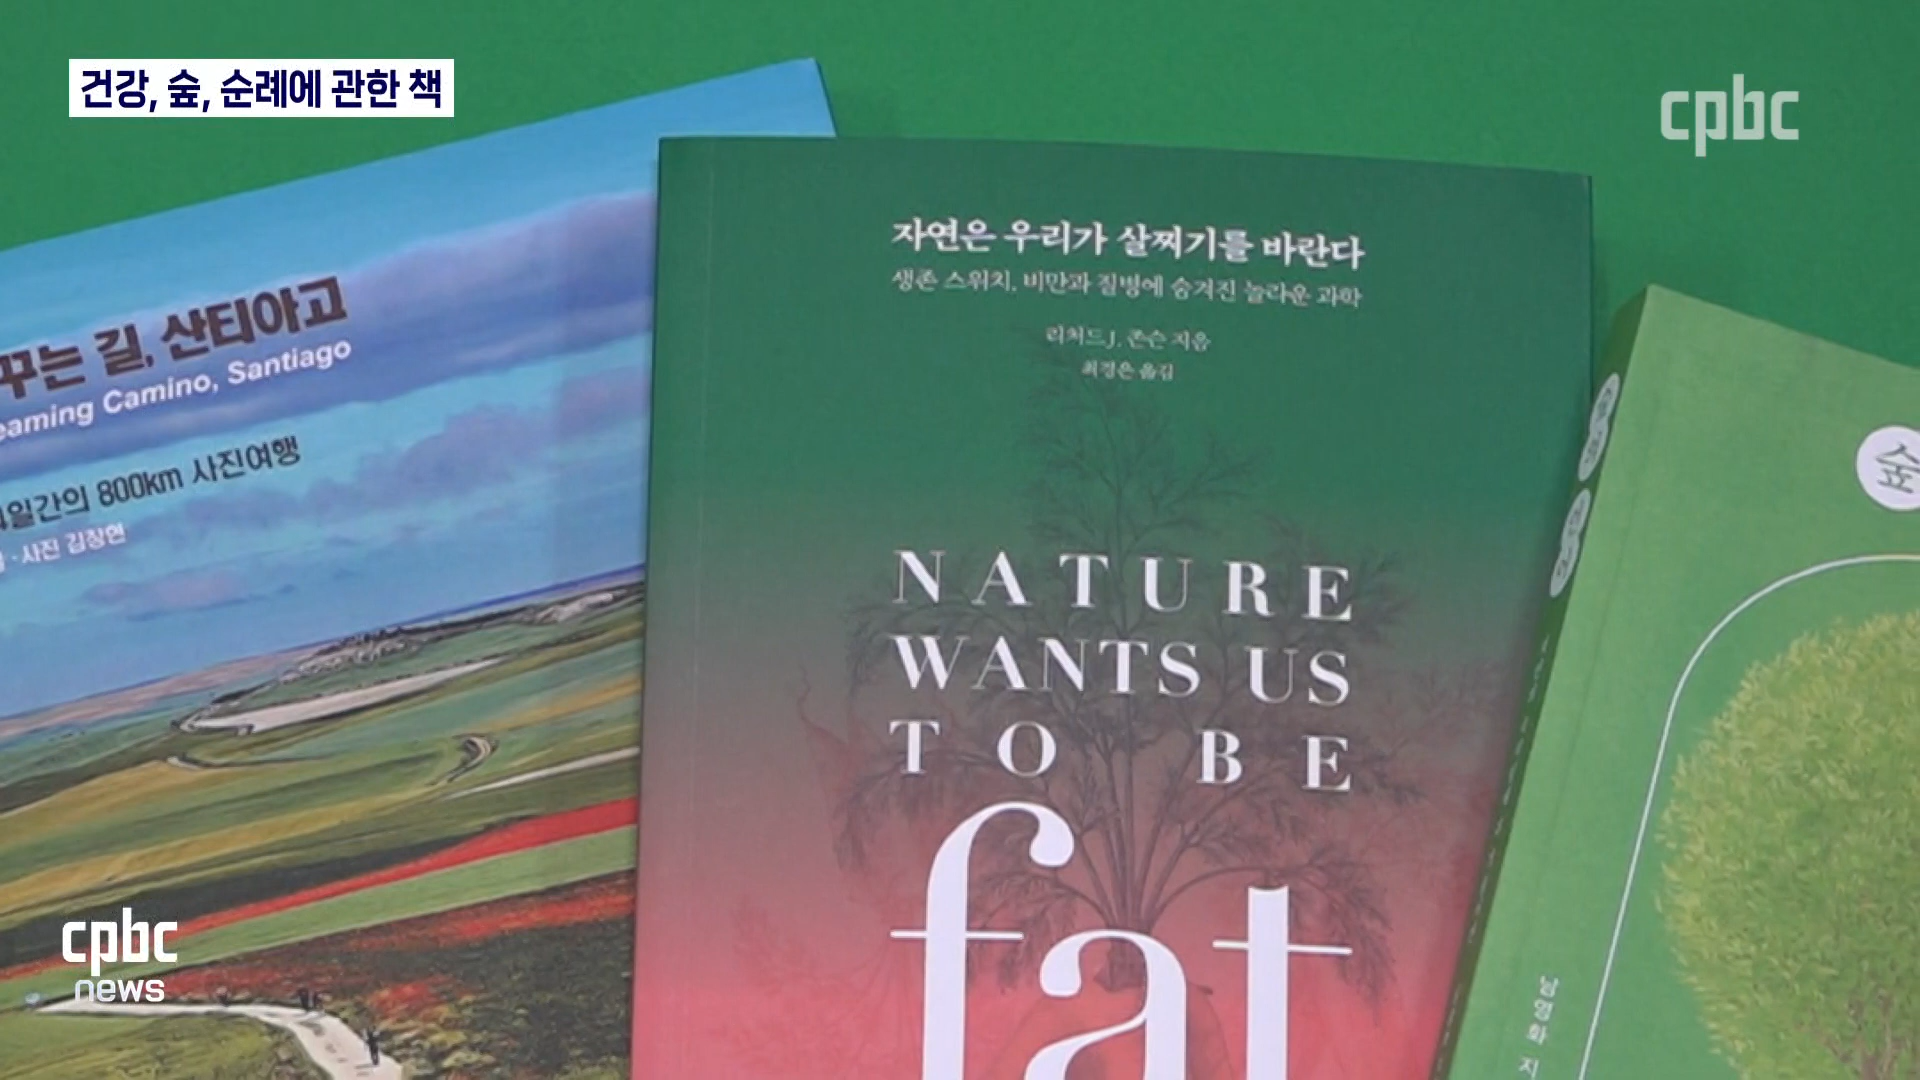 건강, 숲, 순례에 관한 책
cpbc
꾸는 길, 산티아고
eaming Camino, Santiago
일간의 800km 사진여행
·사진 김창현
자연은 우리가 살찌기를 바란다
생존 스위치, 비만과 질병에 숨겨진 놀라운 과학
리처드 J. 존슨 지음
최경은 옮김
NATURE
WANTS US
TO BE
fat
숲
남영화 지
cpbc
news